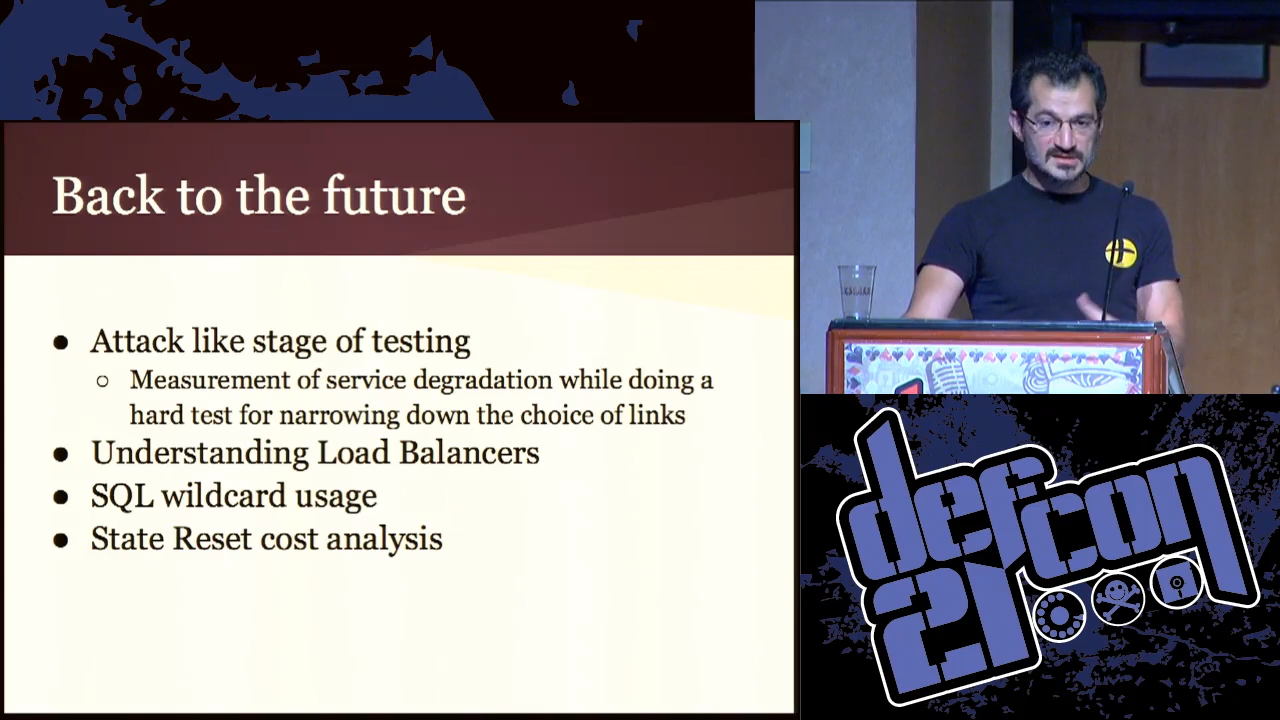 Back to the future
● Attack like stage of testing
○ Measurement of service degradation while doing a
hard test for narrowing down the choice of links
● Understanding Load Balancers
● SQL wildcard usage
● State Reset cost analysis
defcon
21